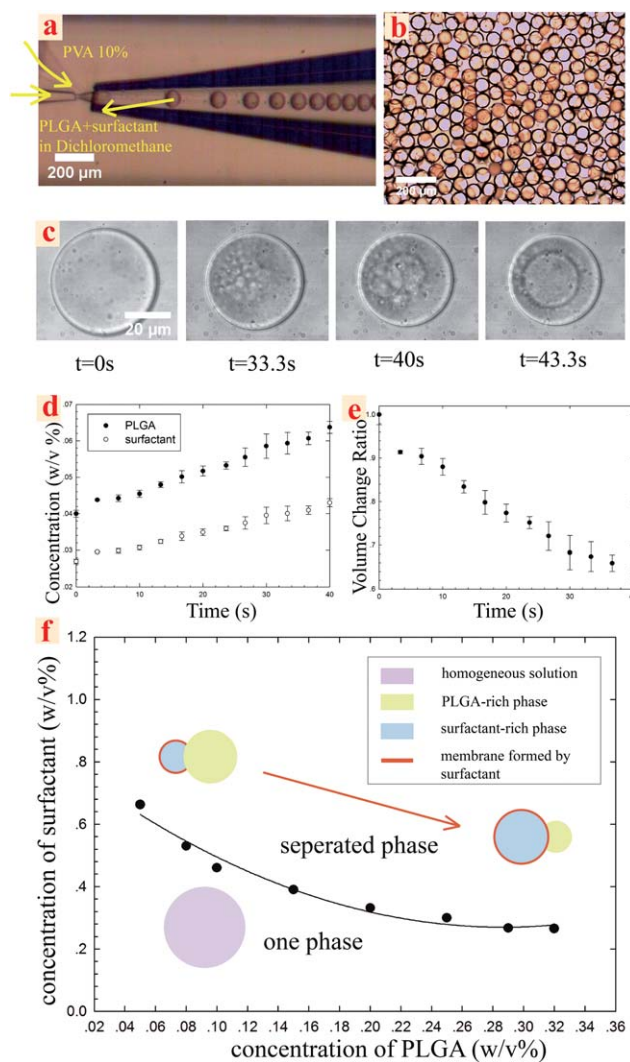 a
PVA 10%
PLGA+surfactant
in Dichloromethane
200 µm
b
200 µm
c
20 µm
t=0s
t=33.3s
t=40s
t=43.3s
d
PLGA
surfactant
Concentration (w/v %)
.07
.06
.05
.04
.03
.02
0
10
20
30
40
Time (s)
e
Volume Change Ratio
1.0
.9
.8
.7
.6
0
10
20
30
Time (s)
f
concentration of surfactant (w/v%)
1.2
1.0
.8
.6
.4
.2
0.0
homogeneous solution
PLGA-rich phase
surfactant-rich phase
membrane formed by
surfactant
seperated phase
one phase
.02 .04 .06 .08 .10 .12 .14 .16 .18 .20 .22 .24 .26 .28 .30 .32 .34 .36
concentration of PLGA (w/v%)